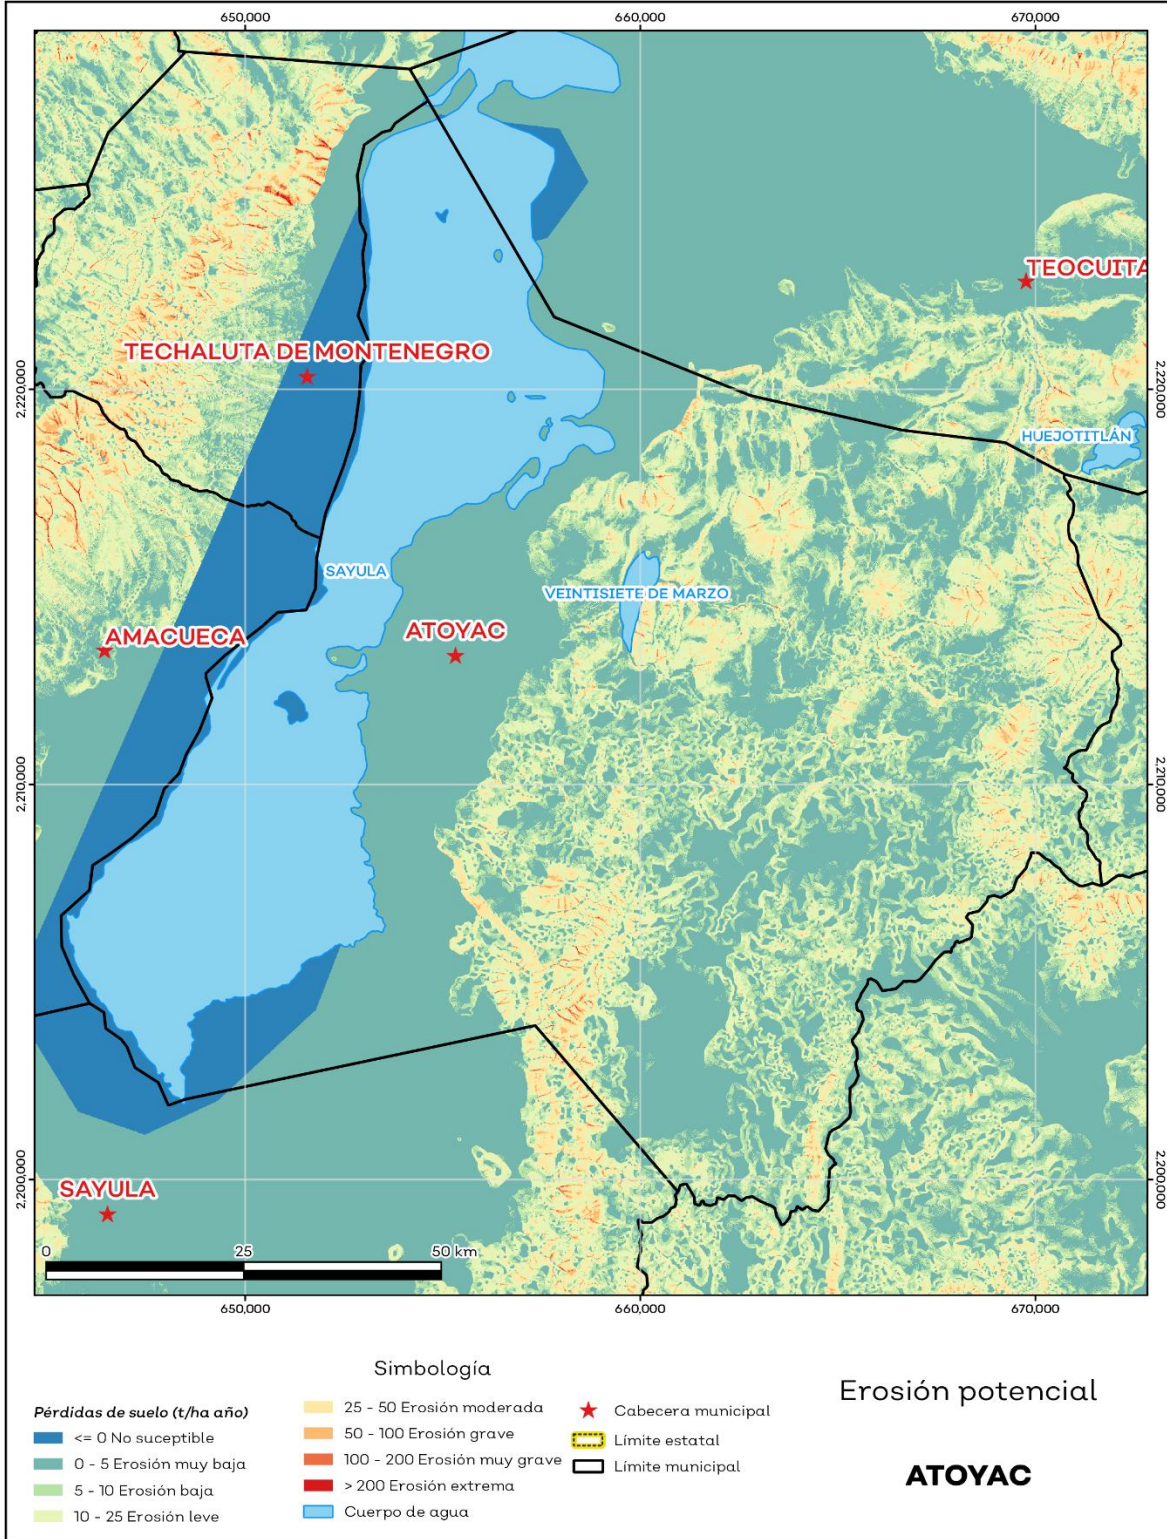 650,000 660,000 670,000
TEOCUITA
TECHALUTA DE MONTENEGRO
2,220,000 2,220,000
HUEJOTITLÁN
SAYULA
VEINTISIETE DE MARZO
AMACUECA
ATOYAC
2,210,000 2,210,000
2,200,000 2,200,000
SAYULA
0 25 50 km
650,000 660,000 670,000
Simbología
Pérdidas de suelo (t/ha año)
<= 0 No suceptible
0 - 5 Erosión muy baja
5 - 10 Erosión baja
10 - 25 Erosión leve
25 - 50 Erosión moderada
50 - 100 Erosión grave
100 - 200 Erosión muy grave
> 200 Erosión extrema
Cuerpo de agua
Cabecera municipal
Límite estatal
Límite municipal
Erosión potencial
ATOYAC